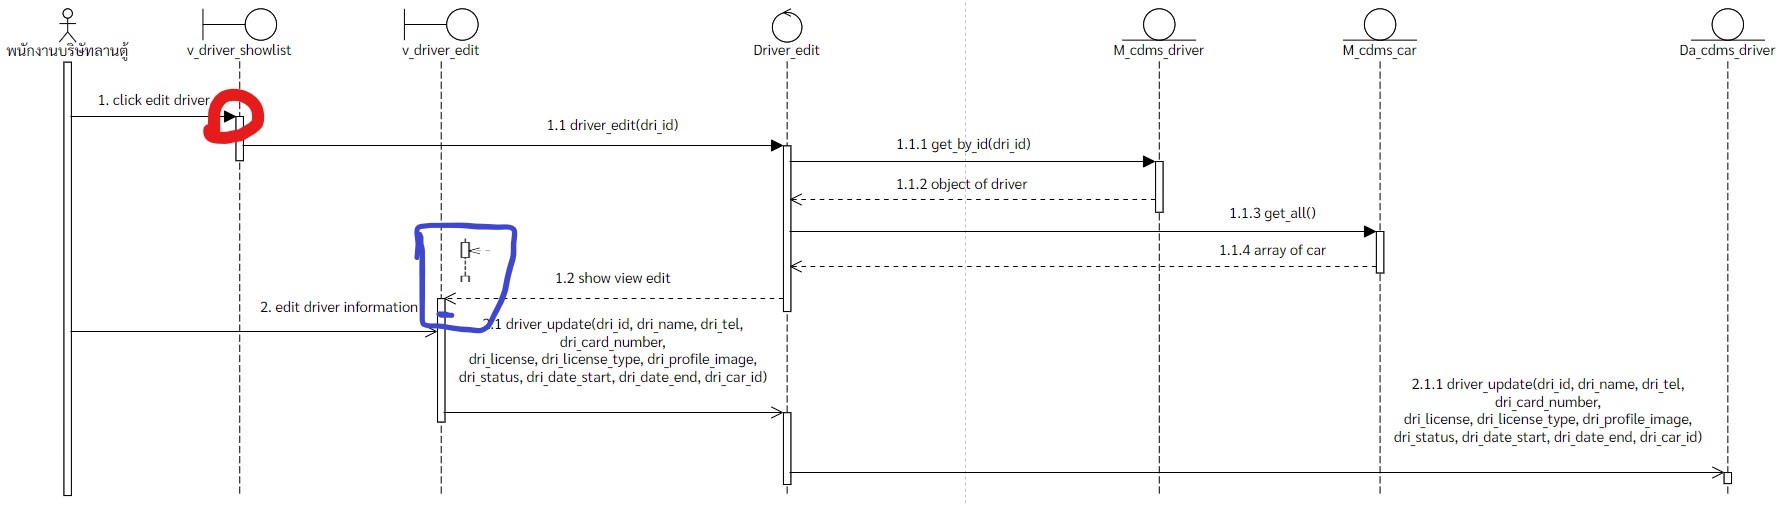 พนักงานบริษัทลานตู้
v_driver_showlist
v_driver_edit
Driver_edit
M_cdms_driver
M_cdms_car
Da_cdms_driver
1. click edit driver
1.1 driver_edit(dri_id)
1.1.1 get_by_id(dri_id)
1.1.2 object of driver
1.1.3 get_all()
1.1.4 array of car
1.2 show view edit
2. edit driver information
2.1 driver_update(dri_id, dri_name, dri_tel,
dri_card_number,
dri_license, dri_license_type, dri_profile_image,
dri_status, dri_date_start, dri_date_end, dri_car_id)
2.1.1 driver_update(dri_id, dri_name, dri_tel,
dri_card_number,
dri_license, dri_license_type, dri_profile_image,
dri_status, dri_date_start, dri_date_end, dri_car_id)